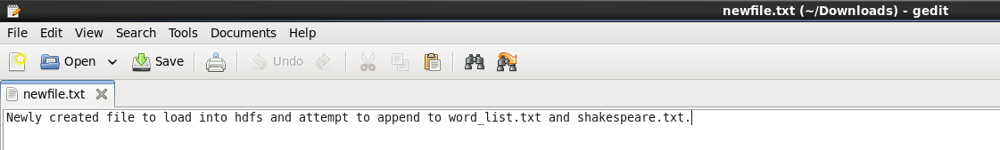 newfile.txt (~/Downloads) - gedit
File Edit View Search Tools Documents Help
Open Save Undo
newfile.txt
Newly created file to load into hdfs and attempt to append to word_list.txt and shakespeare.txt.